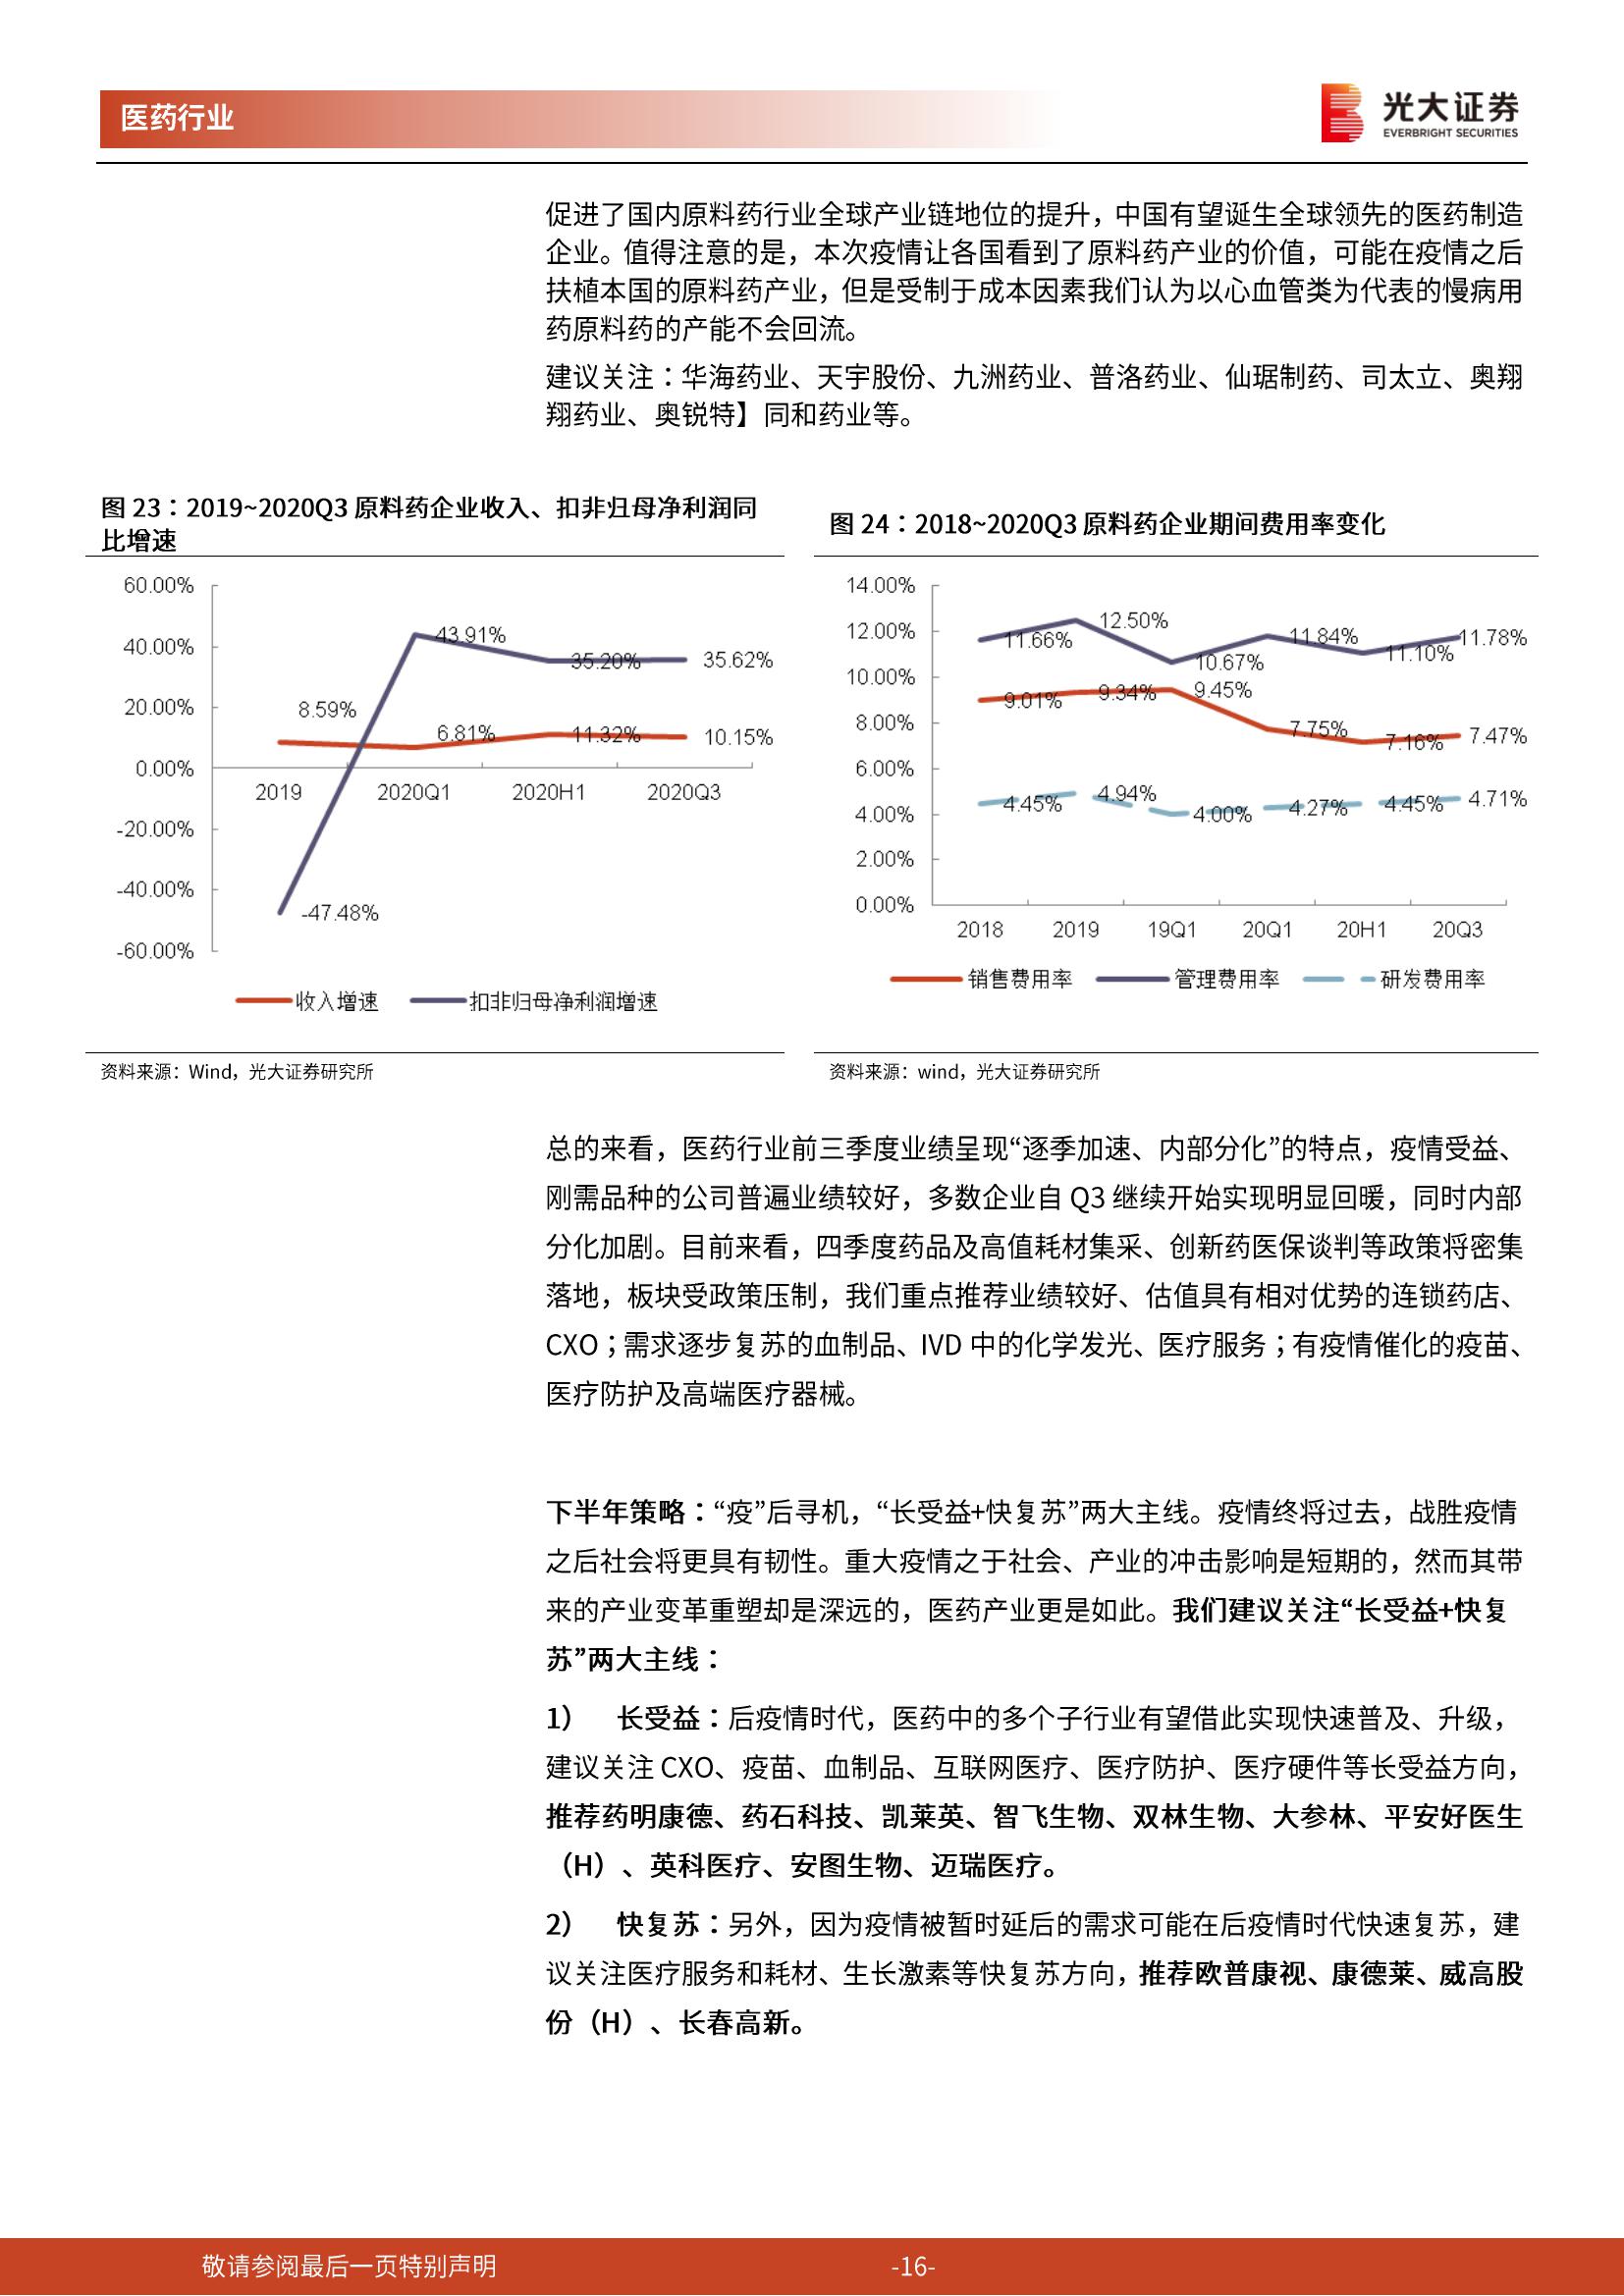 医药行业
光大证券
EVERBRIGHT SECURITIES
促进了国内原料药行业全球产业链地位的提升，中国有望诞生全球领先的医药制造
企业。值得注意的是，本次疫情让各国看到了原料药产业的价值，可能在疫情之后
扶植本国的原料药产业，但是受制于成本因素我们认为以心血管类为代表的慢病用
药原料药的产能不会回流。
建议关注：华海药业、天宇股份、九洲药业、普洛药业、仙琚制药、司太立、奥翔
翔药业、奥锐特】同和药业等。
图 23：2019~2020Q3 原料药企业收入、扣非归母净利润同
比增速
60.00%
40.00%
20.00%
0.00%
-20.00%
-40.00%
-60.00%
43.91%
35.20%
35.62%
8.59%
6.81%
11.32%
10.15%
-47.48%
2019
2020Q1
2020H1
2020Q3
收入增速
扣非归母净利润增速
资料来源：Wind，光大证券研究所
图 24：2018~2020Q3 原料药企业期间费用率变化
14.00%
12.00%
10.00%
8.00%
6.00%
4.00%
2.00%
0.00%
11.66%
12.50%
10.67%
11.84%
11.10%
11.78%
9.01%
9.34%
9.45%
7.75%
7.16%
7.47%
4.45%
4.94%
4.00%
4.27%
4.45%
4.71%
2018
2019
19Q1
20Q1
20H1
20Q3
销售费用率
管理费用率
研发费用率
资料来源：wind，光大证券研究所
总的来看，医药行业前三季度业绩呈现“逐季加速、内部分化”的特点，疫情受益、
刚需品种的公司普遍业绩较好，多数企业自 Q3 继续开始实现明显回暖，同时内部
分化加剧。目前来看，四季度药品及高值耗材集采、创新药医保谈判等政策将密集
落地，板块受政策压制，我们重点推荐业绩较好、估值具有相对优势的连锁药店、
CXO；需求逐步复苏的血制品、IVD 中的化学发光、医疗服务；有疫情催化的疫苗、
医疗防护及高端医疗器械。
下半年策略：“疫”后寻机，“长受益+快复苏”两大主线。疫情终将过去，战胜疫情
之后社会将更具有韧性。重大疫情之于社会、产业的冲击影响是短期的，然而其带
来的产业变革重塑却是深远的，医药产业更是如此。我们建议关注“长受益+快复
苏”两大主线：
1） 长受益：后疫情时代，医药中的多个子行业有望借此实现快速普及、升级，
建议关注 CXO、疫苗、血制品、互联网医疗、医疗防护、医疗硬件等长受益方向，
推荐药明康德、药石科技、凯莱英、智飞生物、双林生物、大参林、平安好医生
（H）、英科医疗、安图生物、迈瑞医疗。
2） 快复苏：另外，因为疫情被暂时延后的需求可能在后疫情时代快速复苏，建
议关注医疗服务和耗材、生长激素等快复苏方向，推荐欧普康视、康德莱、威高股
份（H）、长春高新。
敬请参阅最后一页特别声明
-16-